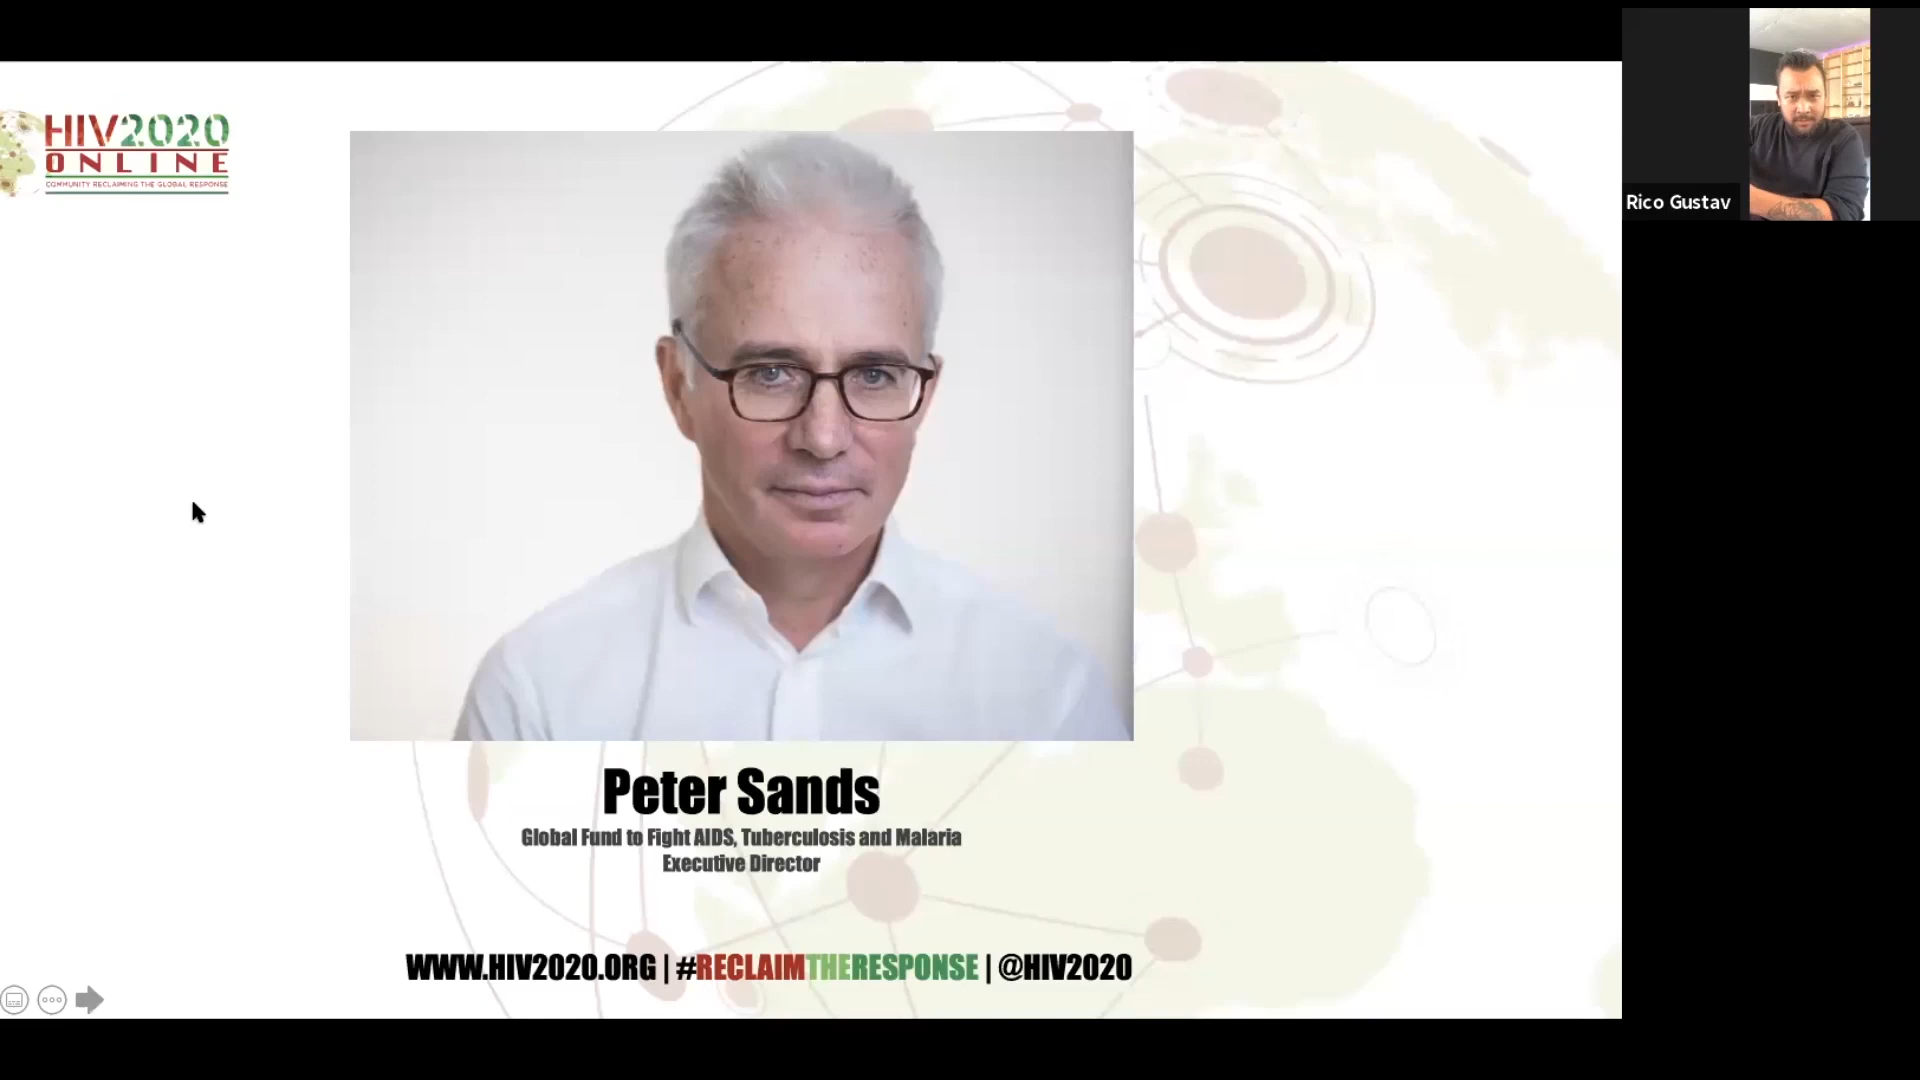 HIV2020
ONLINE
COMMUNITY RECLAIMING THE GLOBAL RESPONSE
Rico Gustav
Peter Sands
Global Fund to Fight AIDS, Tuberculosis and Malaria
Executive Director
WWW.HIV2020.ORG | #RECLAIMTHERESPONSE | @HIV2020